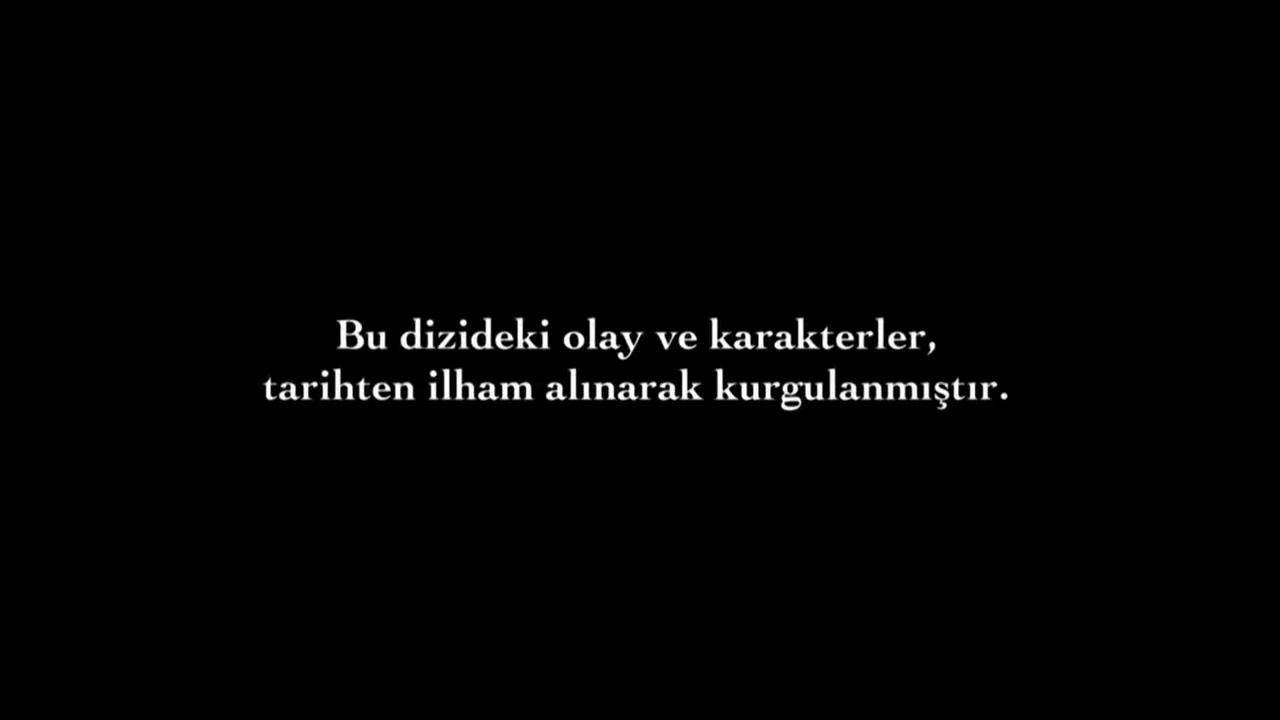 Bu dizideki olay ve karakterler,
tarihten ilham alınarak kurgulanmıştır.